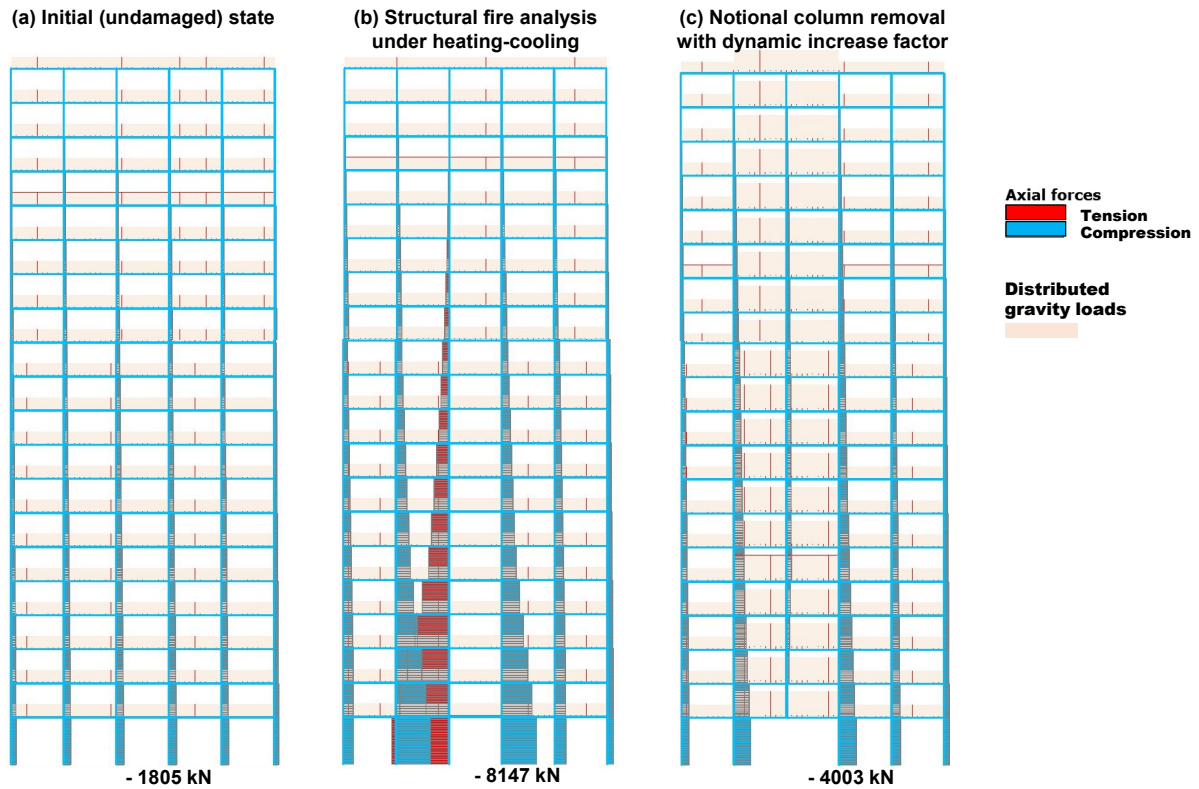 (a) Initial (undamaged) state
(b) Structural fire analysis
under heating-cooling
(c) Notional column removal
with dynamic increase factor
Axial forces
Tension
Compression
Distributed
gravity loads
- 1805 kN
- 8147 kN
- 4003 kN